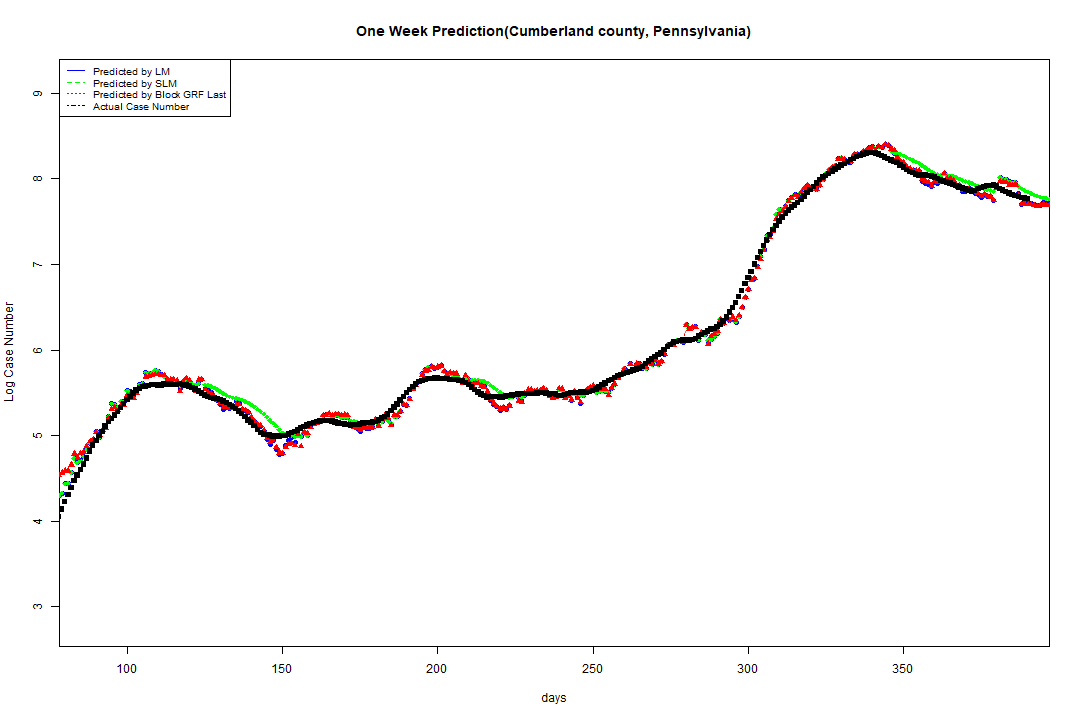 One Week Prediction(Cumberland county, Pennsylvania)
Predicted by LM
Predicted by SLM
Predicted by Block GRF Last
Actual Case Number
9
8
7
6
5
4
3
Log Case Number
100 150 200 250 300 350
days